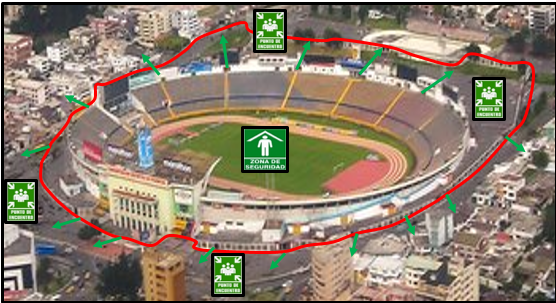 PUNTO DE
ENCUENTRO
PUNTO DE
ENCUENTRO
ZONA DE
SEGURIDAD
PUNTO DE
ENCUENTRO
PUNTO DE
ENCUENTRO